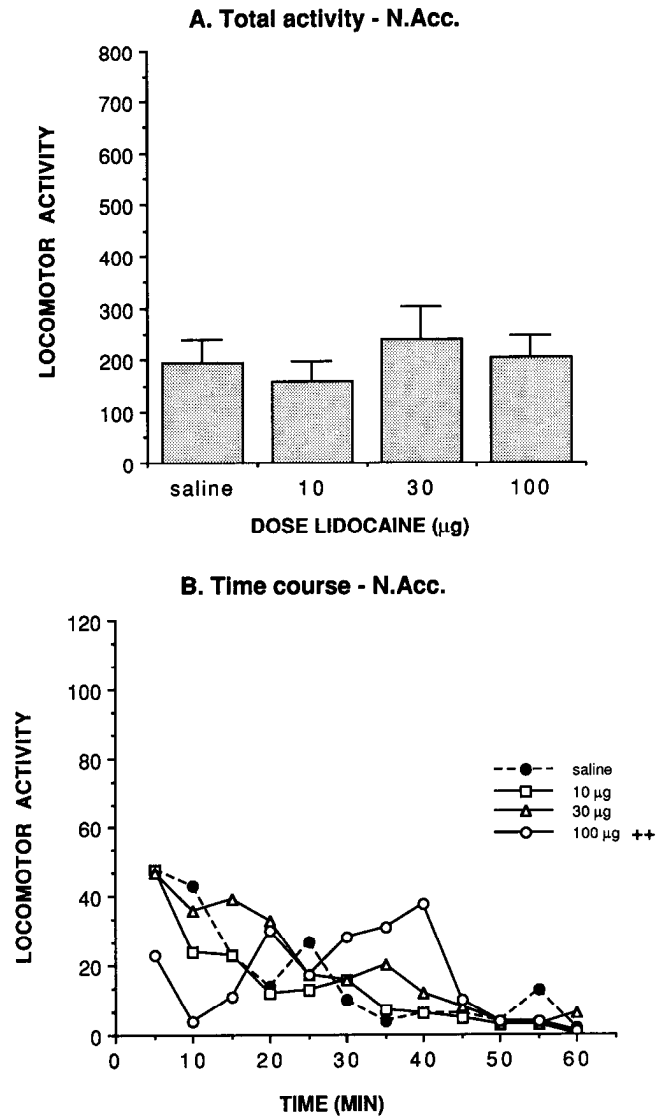 A. Total activity - N.Acc.
800
700
600
500
400
300
200
100
0
LOCOMOTOR ACTIVITY
saline 10 30 100
DOSE LIDOCAINE (µg)
B. Time course - N.Acc.
120
100
80
60
40
20
0
LOCOMOTOR ACTIVITY
saline
10 µg
30 µg
100 µg ++
0 10 20 30 40 50 60
TIME (MIN)